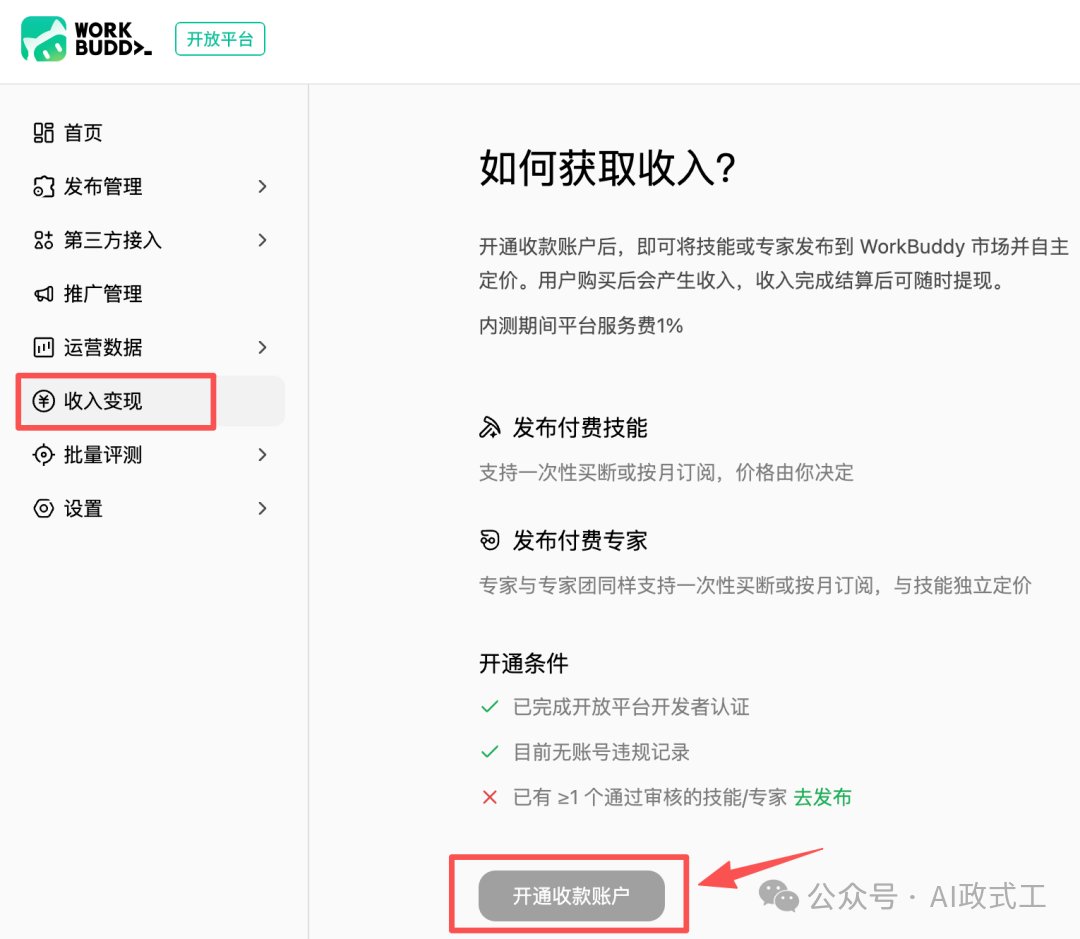 WORK
BUDD>_
开放平台
首页
发布管理
第三方接入
推广管理
运营数据
收入变现
批量评测
设置
如何获取收入?
开通收款账户后，即可将技能或专家发布到 WorkBuddy 市场并自主
定价。用户购买后会产生收入，收入完成结算后可随时提现。
内测期间平台服务费1%
发布付费技能
支持一次性买断或按月订阅，价格由你决定
发布付费专家
专家与专家团同样支持一次性买断或按月订阅，与技能独立定价
开通条件
已完成开放平台开发者认证
目前无账号违规记录
已有 ≥1 个通过审核的技能/专家 去发布
开通收款账户
公众号 · AI政式工